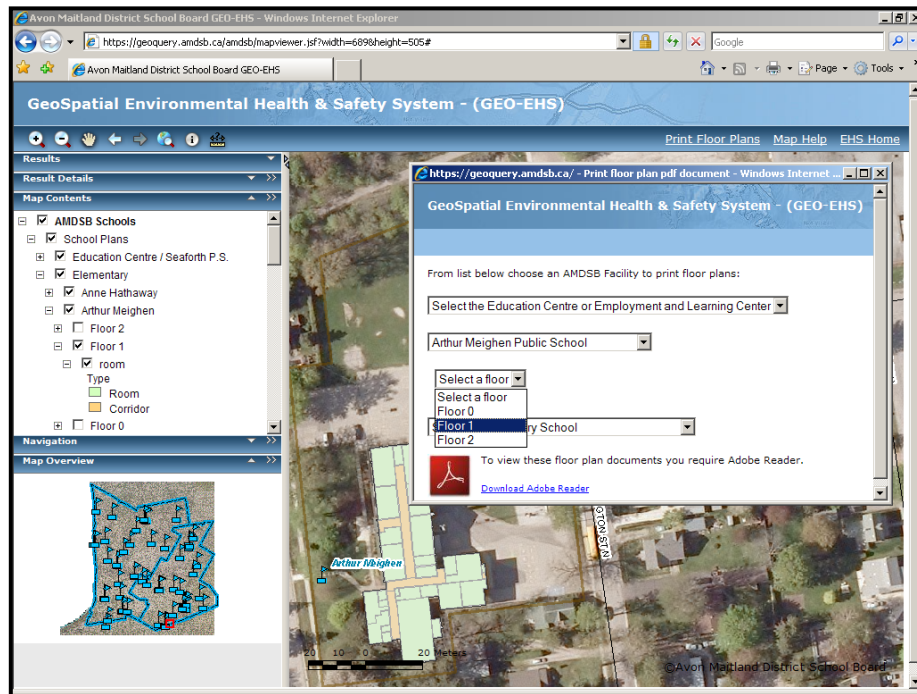 Avon Maitland District School Board GEO-EHS - Windows Internet Explorer
https://geoquery.amdsb.ca/amdsb/mapviewer.jsf?width=689&height=505#
Google
Avon Maitland District School Board GEO-EHS
Page
Tools
GeoSpatial Environmental Health & Safety System - (GEO-EHS)
Print Floor Plans
Map Help
EHS Home
Results
Result Details
Map Contents
AMDSB Schools
School Plans
Education Centre / Seaforth P.S.
Elementary
Anne Hathaway
Arthur Meighen
Floor 2
Floor 1
room
Type
Room
Corridor
Floor 0
Navigation
Map Overview
https://geoquery.amdsb.ca/ - Print floor plan pdf document - Windows Internet ...
GeoSpatial Environmental Health & Safety System - (GEO-EHS)
From list below choose an AMDSB Facility to print floor plans:
Select the Education Centre or Employment and Learning Center
Arthur Meighen Public School
Select a floor
Select a floor
Floor 0
Floor 1
Floor 2
ry School
To view these floor plan documents you require Adobe Reader.
Download Adobe Reader
OTON ST N
Arthur Meighen
20 10 0 20 Meters
©Avon Maitland District School Board